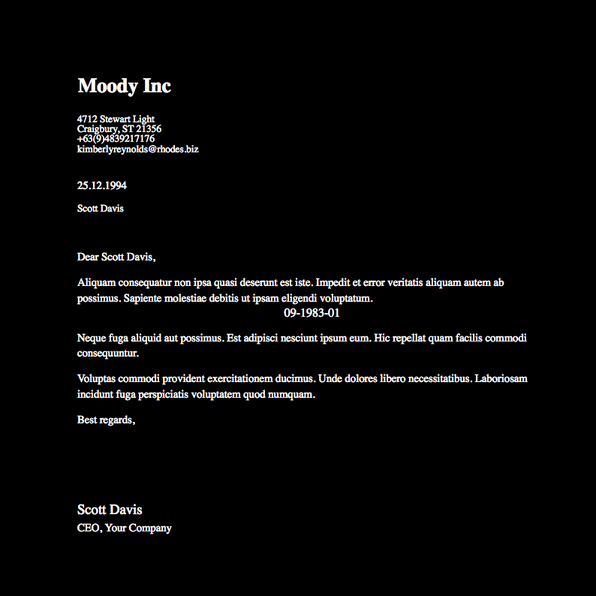 Moody Inc
4712 Stewart Light
Craigbury, ST 21356
+63(9)4839217176
kimberlyreynolds@rhodes.biz
25.12.1994
Scott Davis
Dear Scott Davis,
Aliquam consequatur non ipsa quasi deserunt est iste. Impedit et error veritatis aliquam autem ab
possimus. Sapiente molestiae debitis ut ipsam eligendi voluptatum.
09-1983-01
Neque fuga aliquid aut possimus. Est adipisci nesciunt ipsum eum. Hic repellat quam facilis commodi
consequuntur.
Voluptas commodi provident exercitationem ducimus. Unde dolores libero necessitatibus. Laboriosam
incidunt fuga perspiciatis voluptatem quod numquam.
Best regards,
Scott Davis
CEO, Your Company